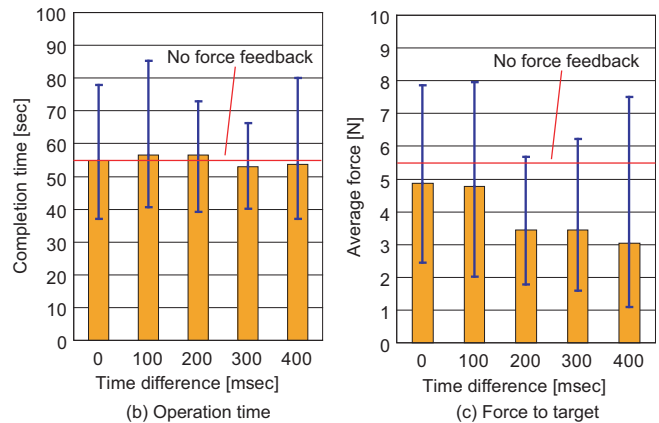 100
90
80
70
60
50
40
30
20
10
0
Completion time [sec]
No force feedback
0 100 200 300 400
Time difference [msec]
(b) Operation time
10
9
8
7
6
5
4
3
2
1
0
Average force [N]
No force feedback
0 100 200 300 400
Time difference [msec]
(c) Force to target